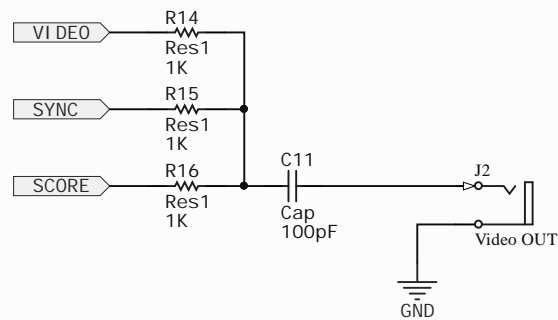 VIDEO
R14
Res1
1K
SYNC
R15
Res1
1K
SCORE
R16
Res1
1K
C11
Cap
100pF
J2
Video OUT
GND